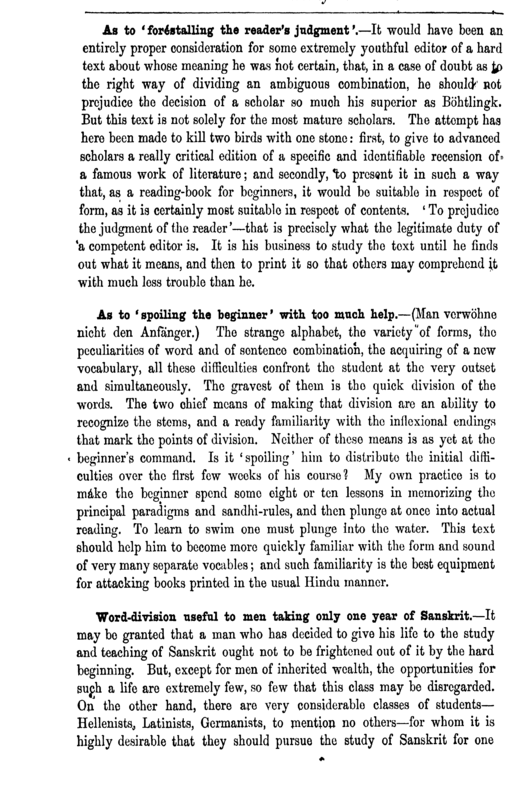 As to ‘forestalling the reader's judgment’.—It would have been an
entirely proper consideration for some extremely youthful editor of a hard
text about whose meaning he was not certain, that, in a case of doubt as to
the right way of dividing an ambiguous combination, he should not
prejudice the decision of a scholar so much his superior as Böhtlingk.
But this text is not solely for the most mature scholars. The attempt has
here been made to kill two birds with one stone: first, to give to advanced
scholars a really critical edition of a specific and identifiable recension of
a famous work of literature; and secondly, to present it in such a way
that, as a reading-book for beginners, it would be suitable in respect of
form, as it is certainly most suitable in respect of contents. ‘To prejudice
the judgment of the reader’—that is precisely what the legitimate duty of
a competent editor is. It is his business to study the text until he finds
out what it means, and then to print it so that others may comprehend it
with much less trouble than he.
As to ‘spoiling the beginner’ with too much help.—(Man verwöhne
nicht den Anfänger.) The strange alphabet, the variety of forms, the
peculiarities of word and of sentence combination, the acquiring of a new
vocabulary, all these difficulties confront the student at the very outset
and simultaneously. The gravest of them is the quick division of the
words. The two chief means of making that division are an ability to
recognize the stems, and a ready familiarity with the inflexional endings
that mark the points of division. Neither of these means is as yet at the
beginner's command. Is it ‘spoiling’ him to distribute the initial diffi-
culties over the first few weeks of his course? My own practice is to
make the beginner spend some eight or ten lessons in memorizing the
principal paradigms and sandhi-rules, and then plunge at once into actual
reading. To learn to swim one must plunge into the water. This text
should help him to become more quickly familiar with the form and sound
of very many separate vocables; and such familiarity is the best equipment
for attacking books printed in the usual Hindu manner.
Word-division useful to men taking only one year of Sanskrit.—It
may be granted that a man who has decided to give his life to the study
and teaching of Sanskrit ought not to be frightened out of it by the hard
beginning. But, except for men of inherited wealth, the opportunities for
such a life are extremely few, so few that this class may be disregarded.
On the other hand, there are very considerable classes of students—
Hellenists, Latinists, Germanists, to mention no others—for whom it is
highly desirable that they should pursue the study of Sanskrit for one